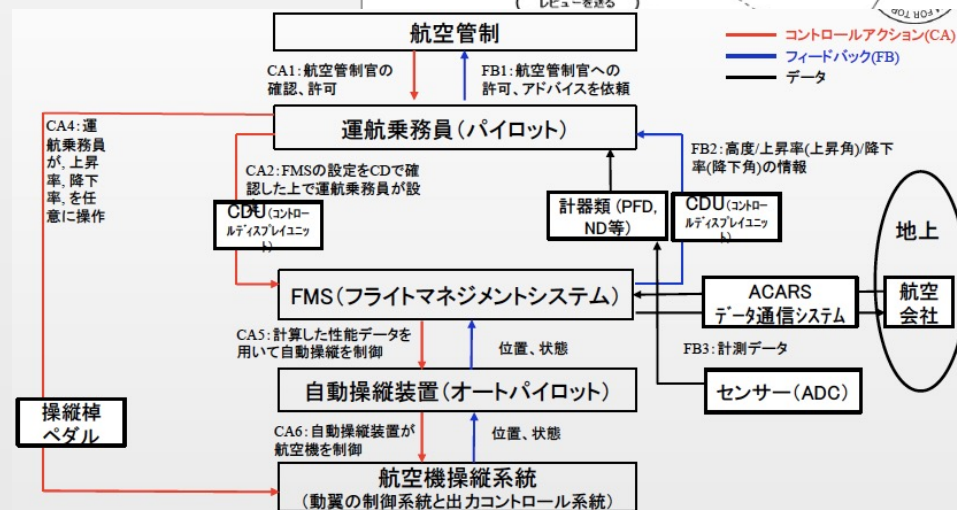 レビューを送る
A FOR TOP
航空管制
コントロールアクション(CA)
フィードバック(FB)
データ
CA1:航空管制官の
確認、許可
FB1:航空管制官への
許可、アドバイスを依頼
運航乗務員(パイロット)
CA4:運
航乗務員
が, 上昇
率, 降下
率, を任
意に操作
CA2:FMSの設定をCDで確
認した上で運航乗務員が設
CDU(コントロー
ルディスプレイユニッ
ト)
計器類 (PFD,
ND等)
FB2:高度/上昇率(上昇角)/降下
率(降下角)の情報
CDU(コントロー
ルディスプレイユニッ
ト)
地上
FMS(フライトマネジメントシステム)
ACARS
データ通信システム
航空
会社
CA5:計算した性能データを
用いて自動操縦を制御
位置、状態
FB3:計測データ
自動操縦装置(オートパイロット)
センサー(ADC)
操縦棹
ペダル
CA6:自動操縦装置が
航空機を制御
位置、状態
航空機操縦系統
(動翼の制御系統と出力コントロール系統)